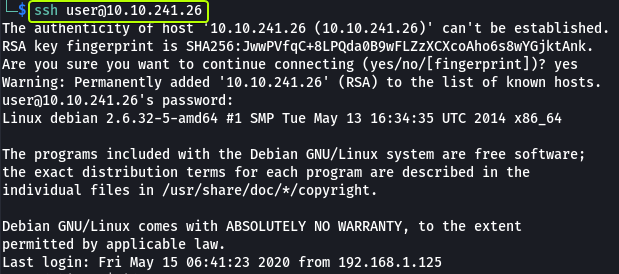 └─$ ssh user@10.10.241.26
The authenticity of host '10.10.241.26 (10.10.241.26)' can't be established.
RSA key fingerprint is SHA256:JwwPVfqC+8LPQda0B9wFLZzXCXcoAho6s8wYGjktAnk.
Are you sure you want to continue connecting (yes/no/[fingerprint])? yes
Warning: Permanently added '10.10.241.26' (RSA) to the list of known hosts.
user@10.10.241.26's password:
Linux debian 2.6.32-5-amd64 #1 SMP Tue May 13 16:34:35 UTC 2014 x86_64

The programs included with the Debian GNU/Linux system are free software;
the exact distribution terms for each program are described in the
individual files in /usr/share/doc/*/copyright.

Debian GNU/Linux comes with ABSOLUTELY NO WARRANTY, to the extent
permitted by applicable law.
Last login: Fri May 15 06:41:23 2020 from 192.168.1.125